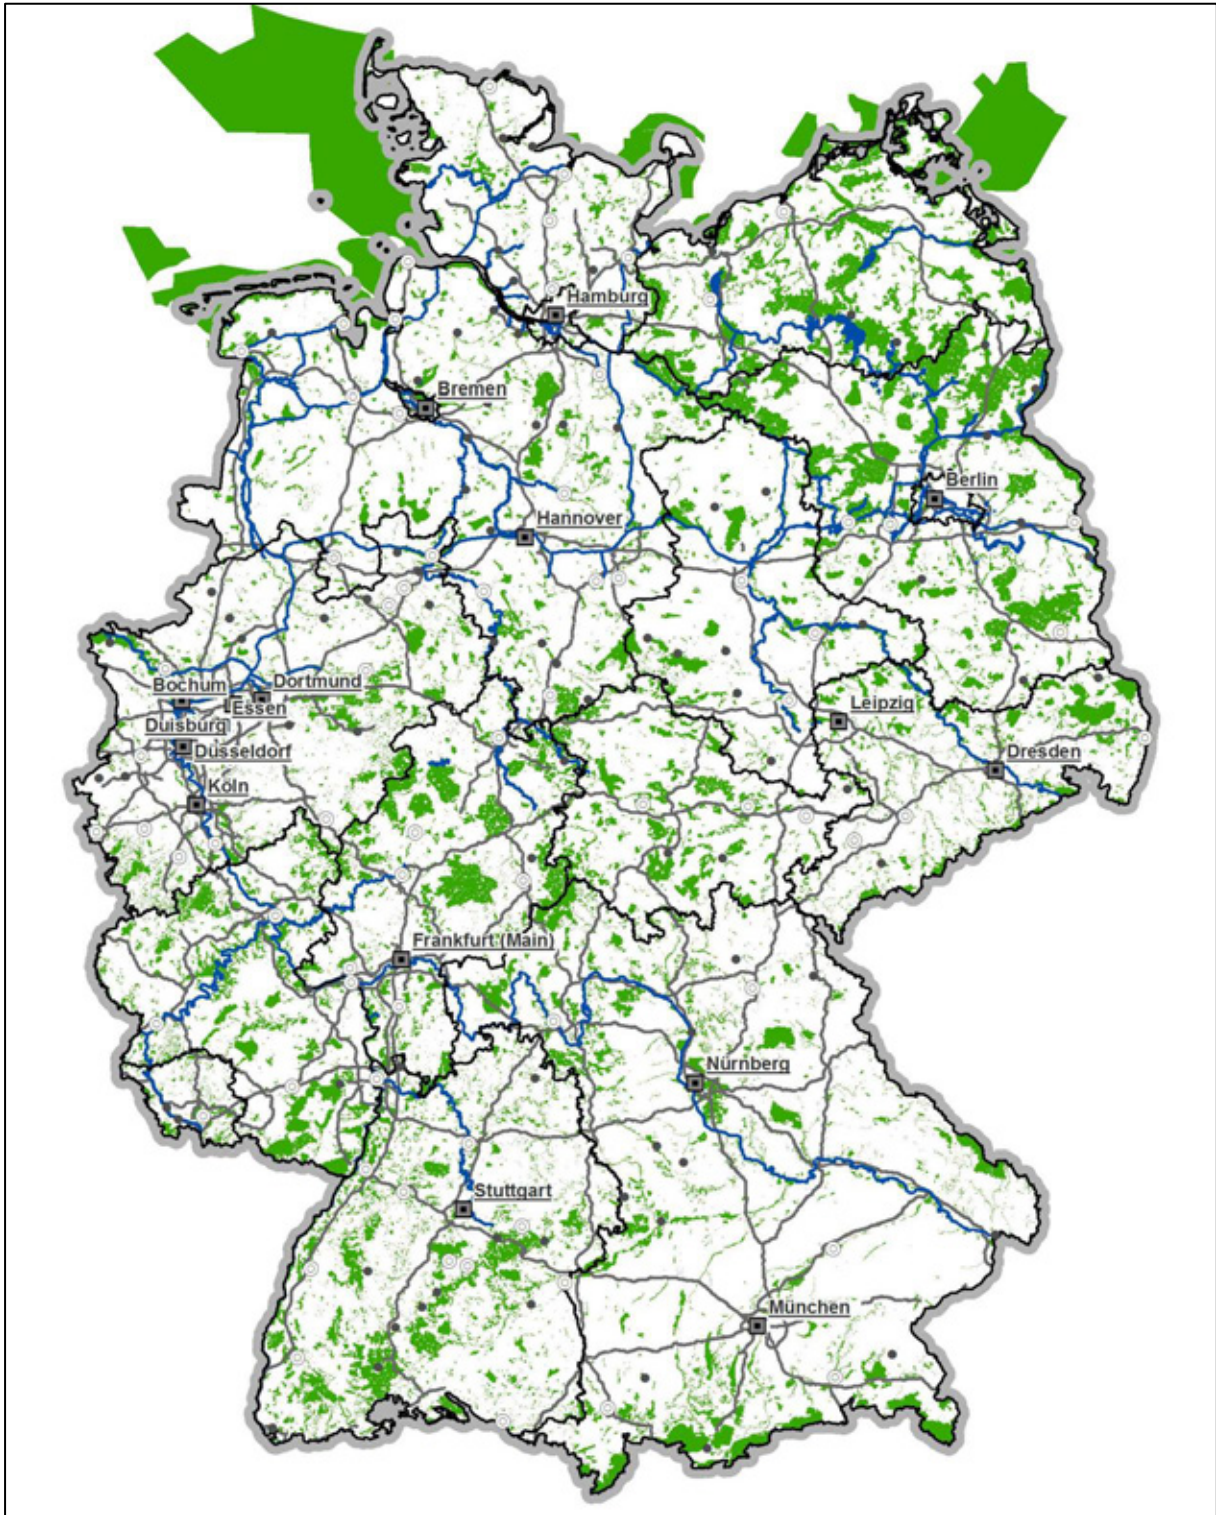 Hamburg
Bremen
Berlin
Hannover
Bochum
Dortmund
Essen
Duisburg
Leipzig
Düsseldorf
Dresden
Köln
Frankfurt (Main)
Nürnberg
Stuttgart
München